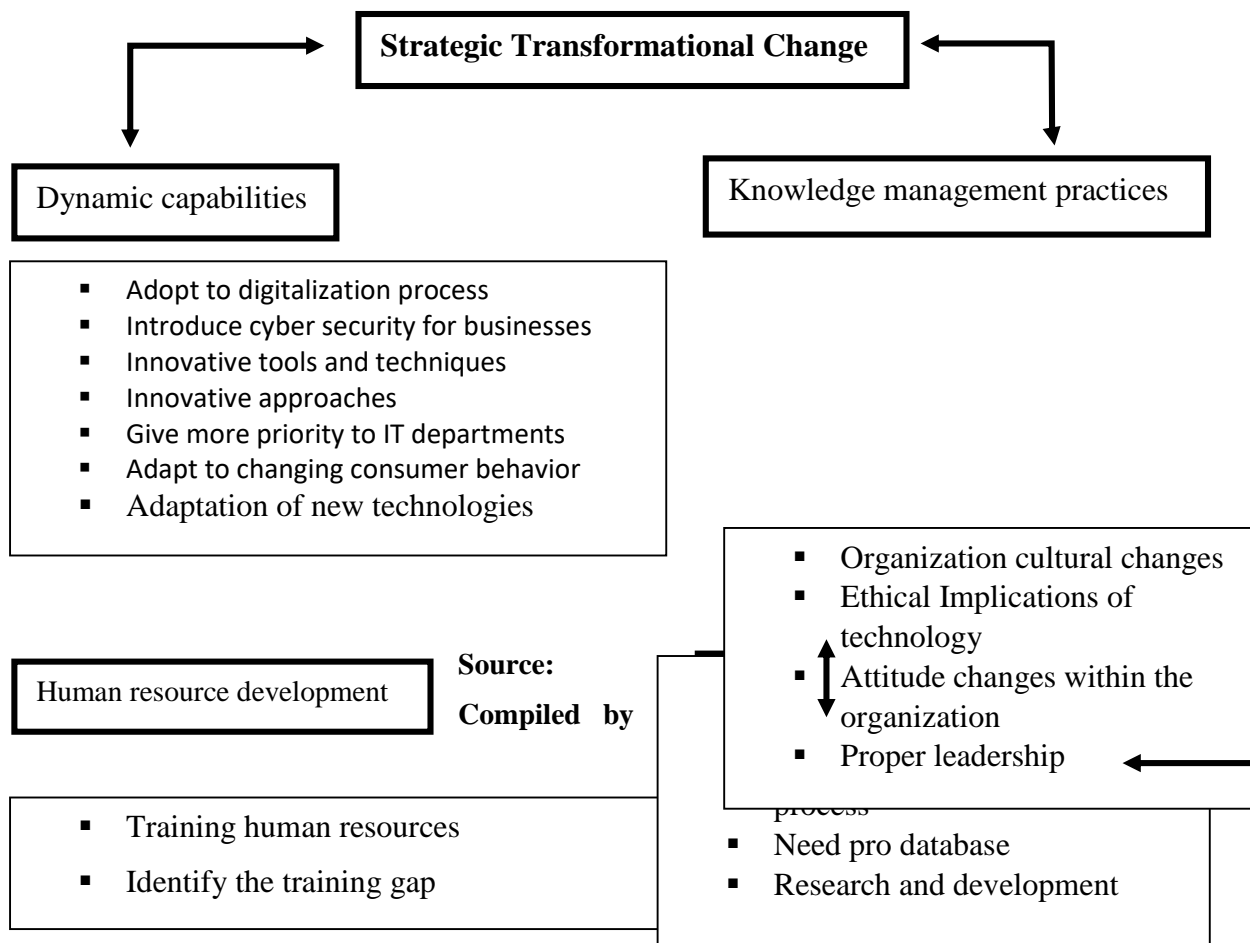 Strategic Transformational Change
Dynamic capabilities
Knowledge management practices
▪ Adopt to digitalization process
▪ Introduce cyber security for businesses
▪ Innovative tools and techniques
▪ Innovative approaches
▪ Give more priority to IT departments
▪ Adapt to changing consumer behavior
▪ Adaptation of new technologies
▪ Organization cultural changes
▪ Ethical Implications of
technology
▪ Attitude changes within the
organization
▪ Proper leadership
Human resource development
Source:
Compiled by
▪ Training human resources
▪ Identify the training gap
process
▪ Need pro database
▪ Research and development